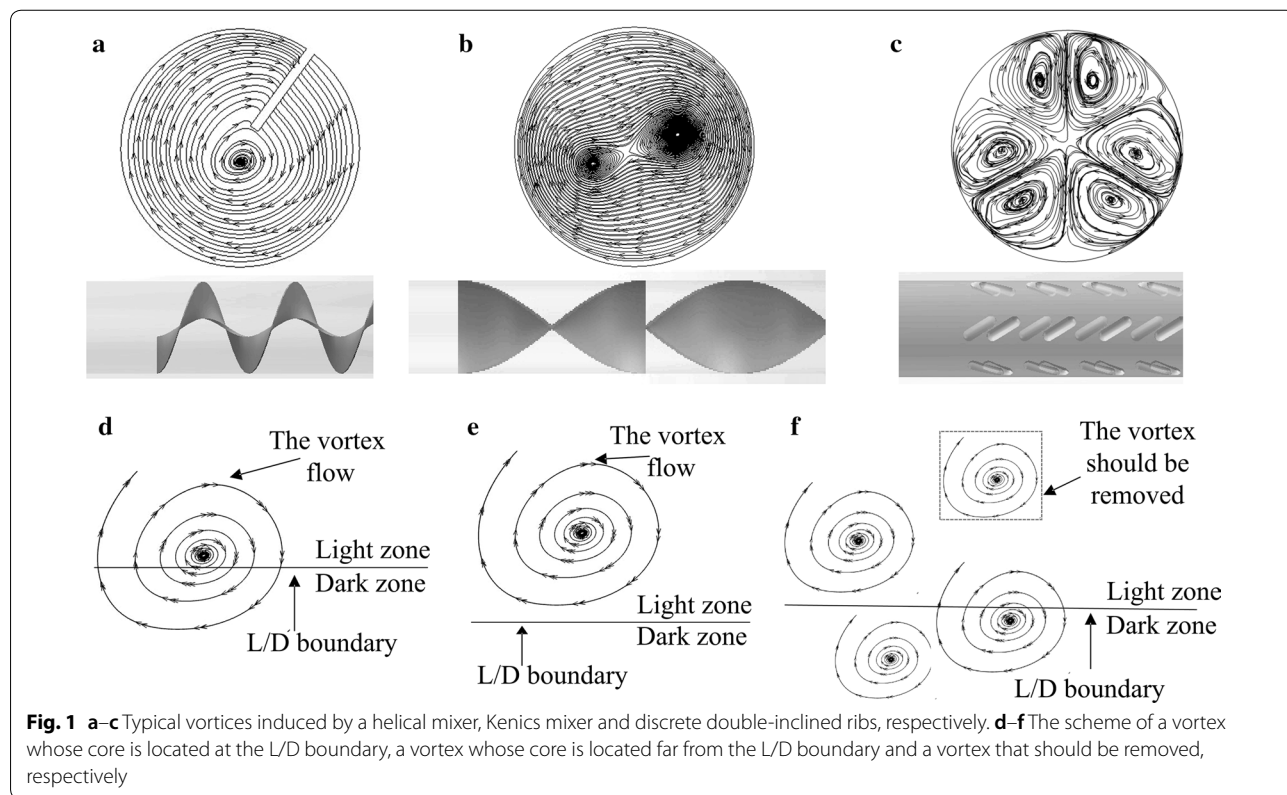 a
b
c
d
The vortex
flow
Light zone
Dark zone
L/D boundary
e
The vortex
flow
Light zone
Dark zone
L/D boundary
f
The vortex
should be
removed
Light zone
Dark zone
L/D boundary
Fig. 1 a–c Typical vortices induced by a helical mixer, Kenics mixer and discrete double-inclined ribs, respectively. d–f The scheme of a vortex
whose core is located at the L/D boundary, a vortex whose core is located far from the L/D boundary and a vortex that should be removed,
respectively